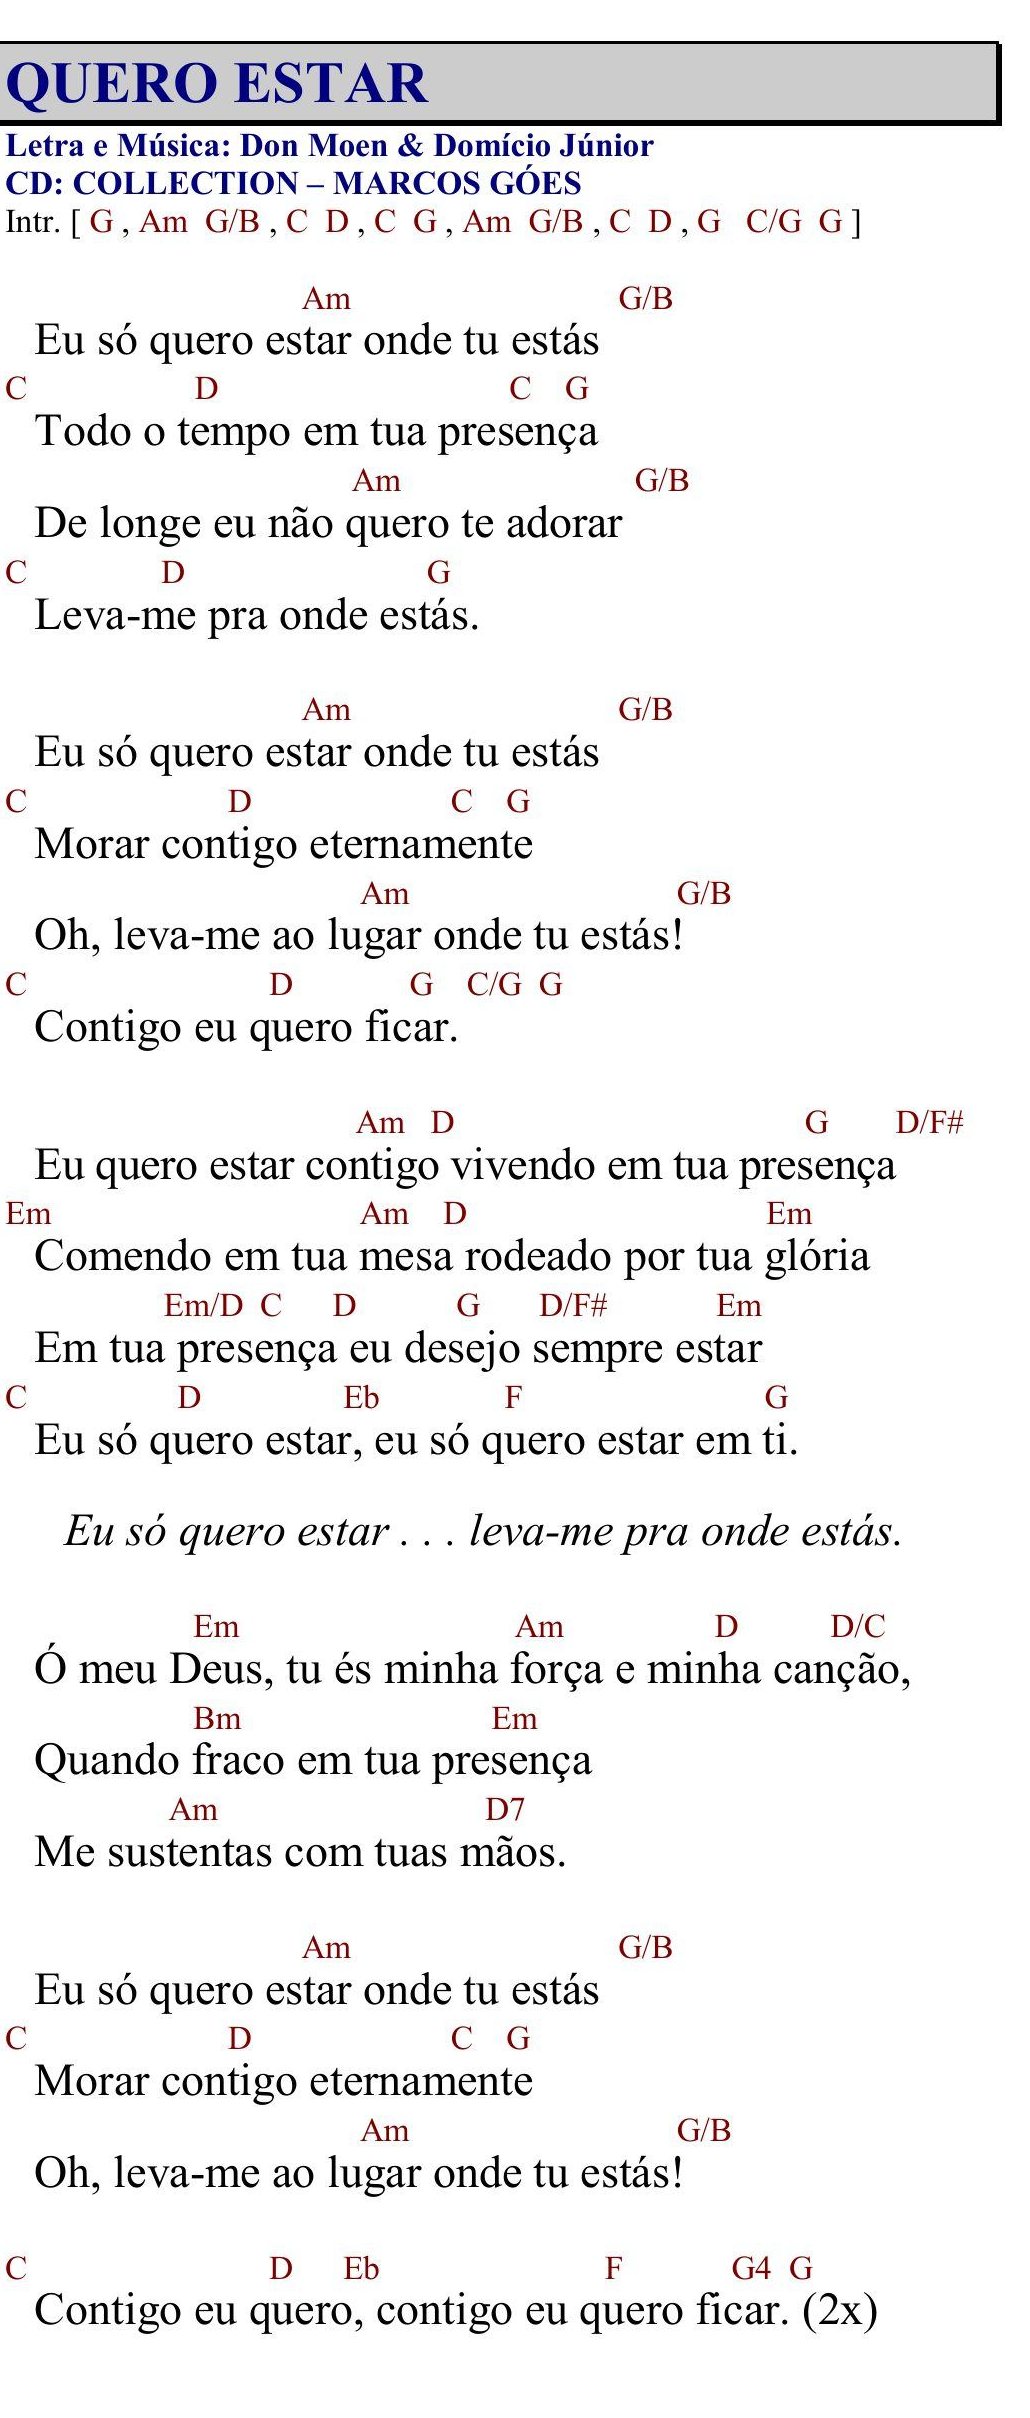 QUERO ESTAR
Letra e Música: Don Moen & Domício Júnior
CD: COLLECTION – MARCOS GÓES
Intr. [ G , Am G/B , C D , C G , Am G/B , C D , G C/G G ]
Am G/B
Eu só quero estar onde tu estás
C D C G
Todo o tempo em tua presença
Am G/B
De longe eu não quero te adorar
C D G
Leva-me pra onde estás.
Am G/B
Eu só quero estar onde tu estás
C D C G
Morar contigo eternamente
Am G/B
Oh, leva-me ao lugar onde tu estás!
C D G C/G G
Contigo eu quero ficar.
Am D G D/F#
Eu quero estar contigo vivendo em tua presença
Em Am D Em
Comendo em tua mesa rodeado por tua glória
Em/D C D G D/F# Em
Em tua presença eu desejo sempre estar
C D Eb F G
Eu só quero estar, eu só quero estar em ti.
Eu só quero estar . . . leva-me pra onde estás.
Em Am D D/C
Ó meu Deus, tu és minha força e minha canção,
Bm Em
Quando fraco em tua presença
Am D7
Me sustentas com tuas mãos.
Am G/B
Eu só quero estar onde tu estás
C D C G
Morar contigo eternamente
Am G/B
Oh, leva-me ao lugar onde tu estás!
C D Eb F G4 G
Contigo eu quero, contigo eu quero ficar. (2x)